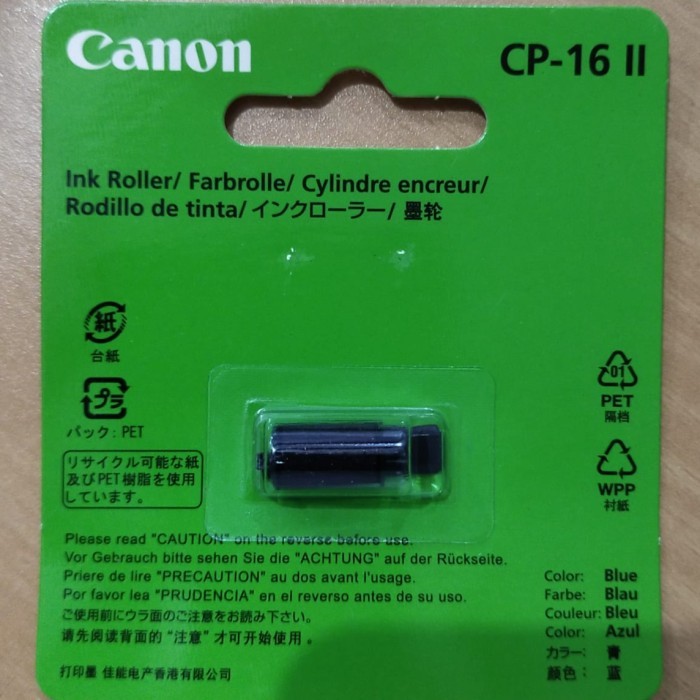 Canon
CP-16 II
Ink Roller/ Farbrolle/ Cylindre encreur/
Rodillo de tinta/ インクローラー/ 墨轮
紙
台紙
プラ
パック: PET
リサイクル可能な紙
及びPET樹脂を使用
しています。
01
PET
隔档
WPP
衬紙
Please read "CAUTION" on the reverse before use.
Vor Gebrauch bitte sehen Sie die "ACHTUNG" auf der Rückseite.
Priere de lire "PRECAUTION" au dos avant l'usage.
Por favor lea "PRUDENCIA" en el reverso antes de su uso.
ご使用前にウラ面のご注意をお読み下さい。
请先阅读背面的 "注意" 才可开始使用。
打印墨 佳能电产香港有限公司
Color: Blue
Farbe: Blau
Couleur: Bleu
Color: Azul
カラー: 青
颜色: 蓝